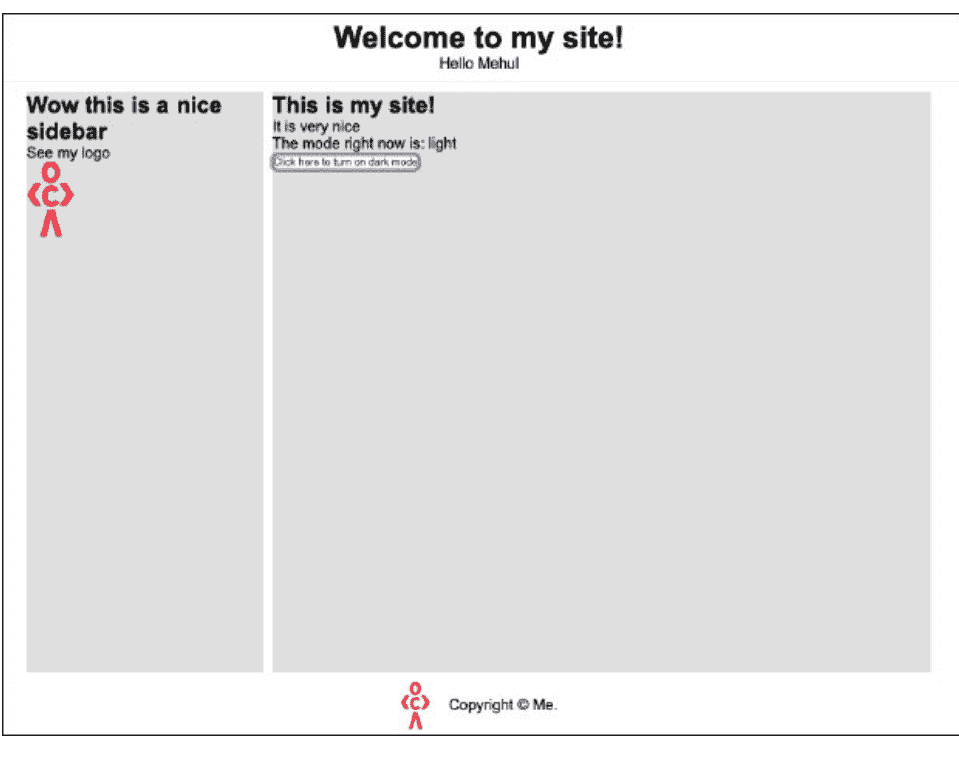 Welcome to my site!
Hello Mehul
Wow this is a nice
sidebar
See my logo
This is my site!
It is very nice
The mode right now is: light
Click here to turn on dark mode
Copyright © Me.